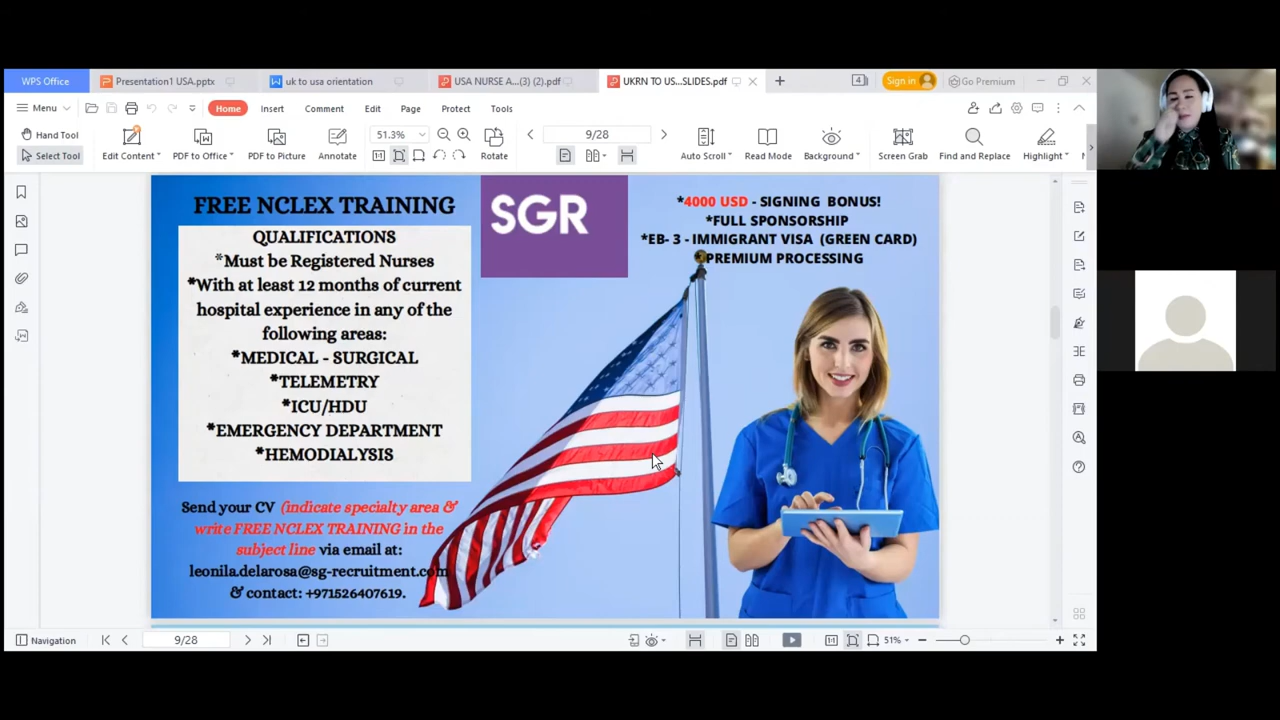 WPS Office
Presentation1 USA.pptx
uk to usa orientation
USA NURSE A...(3) (2).pdf
UKRN TO US...SLIDES.pdf
4
Sign in
Go Premium
Menu
Home
Insert
Comment
Edit
Page
Protect
Tools
Hand Tool
Select Tool
Edit Content
PDF to Office
PDF to Picture
Annotate
51.3%
Rotate
9/28
Auto Scroll
Read Mode
Background
Screen Grab
Find and Replace
Highlight
FREE NCLEX TRAINING
QUALIFICATIONS
*Must be Registered Nurses
*With at least 12 months of current
hospital experience in any of the
following areas:
*MEDICAL - SURGICAL
*TELEMETRY
*ICU/HDU
*EMERGENCY DEPARTMENT
*HEMODIALYSIS
Send your CV (indicate specialty area &
write FREE NCLEX TRAINING in the
subject line via email at:
leonila.delarosa@sg-recruitment.com
& contact: +971526407619.
SGR
*4000 USD - SIGNING BONUS!
*FULL SPONSORSHIP
*EB- 3 - IMMIGRANT VISA (GREEN CARD)
*PREMIUM PROCESSING
Navigation
9/28
51%